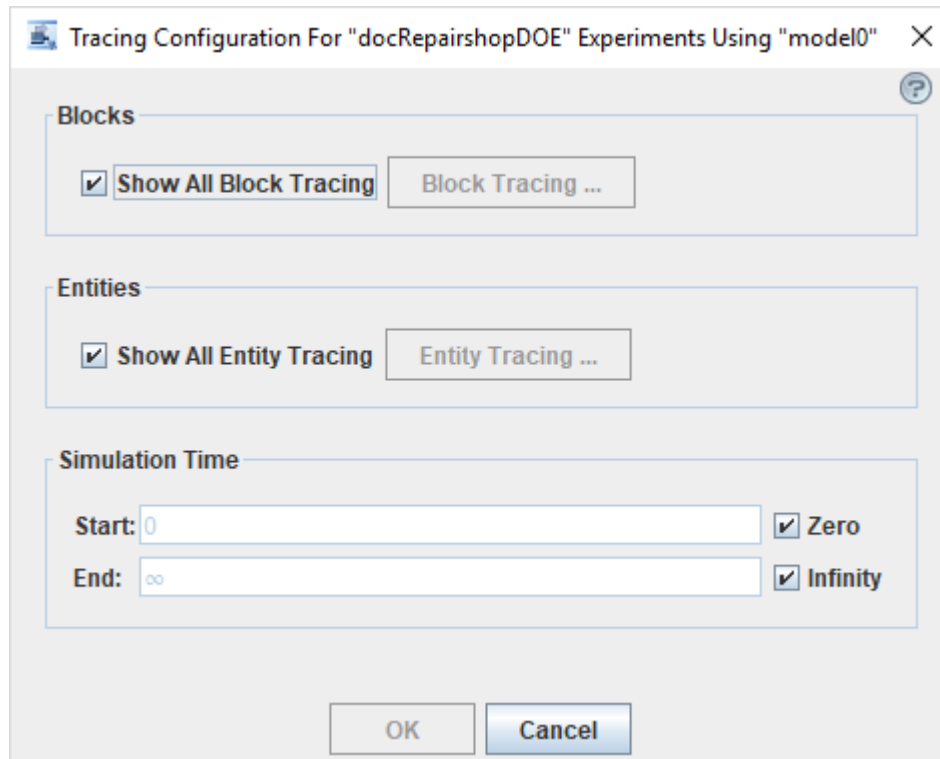 Tracing Configuration For "docRepairshopDOE" Experiments Using "model0"
?
Blocks
Show All Block Tracing
Block Tracing ...
Entities
Show All Entity Tracing
Entity Tracing ...
Simulation Time
Start: 0 Zero
End: ∞ Infinity
OK Cancel